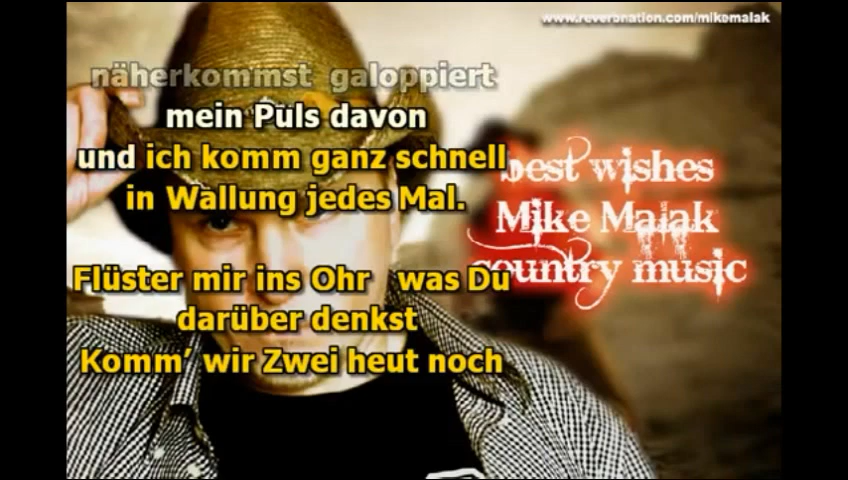 www.reverbnation.com/mikemalak
näherkommst galoppiert
mein Puls davon
und ich komm ganz schnell
in Wallung jedes Mal.
Flüster mir ins Ohr was Du
darüber denkst
Komm' wir Zwei heut noch
best wishes
Mike Malak
country music